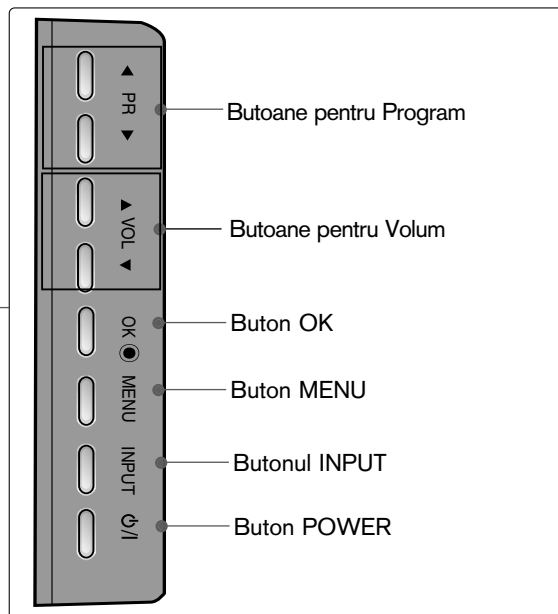 PR
Butoane pentru Program
VOL
Butoane pentru Volum
OK
Buton OK
MENU
Buton MENU
INPUT
Butonul INPUT
⏻/I
Buton POWER